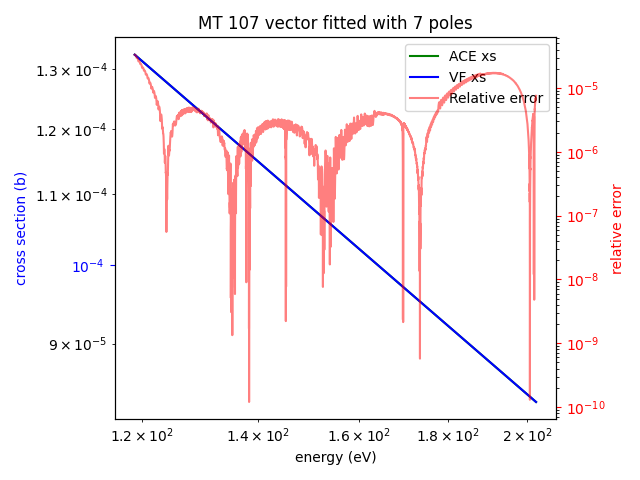 MT 107 vector fitted with 7 poles
ACE xs
VF xs
Relative error
cross section (b)
1.3 × 10⁻⁴
1.2 × 10⁻⁴
1.1 × 10⁻⁴
10⁻⁴
9 × 10⁻⁵
10⁻⁵
10⁻⁶
10⁻⁷
10⁻⁸
10⁻⁹
10⁻¹⁰
relative error
1.2 × 10² 1.4 × 10² 1.6 × 10² 1.8 × 10² 2 × 10²
energy (eV)